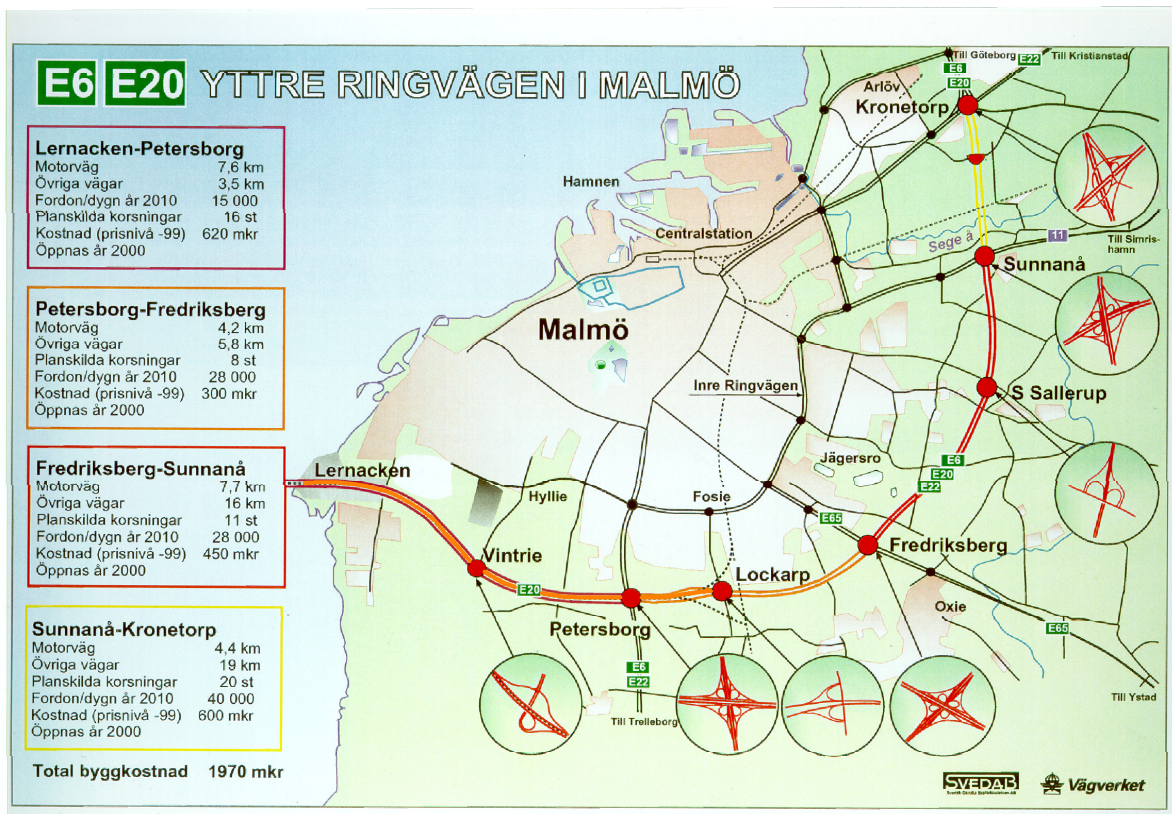 E6 E20 YTTRE RINGVÄGEN I MALMÖ
Lernacken-Petersborg
Motorväg 7,6 km
Övriga vägar 3,5 km
Fordon/dygn år 2010 15 000
Planskilda korsningar 16 st
Kostnad (prisnivå -99) 620 mkr
Öppnas år 2000
Petersborg-Fredriksberg
Motorväg 4,2 km
Övriga vägar 5,8 km
Planskilda korsningar 8 st
Fordon/dygn år 2010 28 000
Kostnad (prisnivå -99) 300 mkr
Öppnas år 2000
Fredriksberg-Sunnanå
Motorväg 7,7 km
Övriga vägar 16 km
Planskilda korsningar 11 st
Fordon/dygn år 2010 28 000
Kostnad (prisnivå -99) 450 mkr
Öppnas år 2000
Sunnanå-Kronetorp
Motorväg 4,4 km
Övriga vägar 19 km
Planskilda korsningar 20 st
Fordon/dygn år 2010 40 000
Kostnad (prisnivå -99) 600 mkr
Öppnas år 2000
Total byggkostnad 1970 mkr
Till Göteborg
E22
Till Kristianstad
E6
E20
Arlöv
Kronetorp
Hamnen
Centralstation
Sege å
11
Till Simris-
hamn
Sunnanå
Malmö
Inre Ringvägen
S Sallerup
Jägersro
E6
E20
E22
Lernacken
Hyllie
Fosie
E65
Fredriksberg
Vintrie
E20
Lockarp
Petersborg
Oxie
E65
E6
E22
Till Trelleborg
Till Ystad
SVEDAB
Vägverket